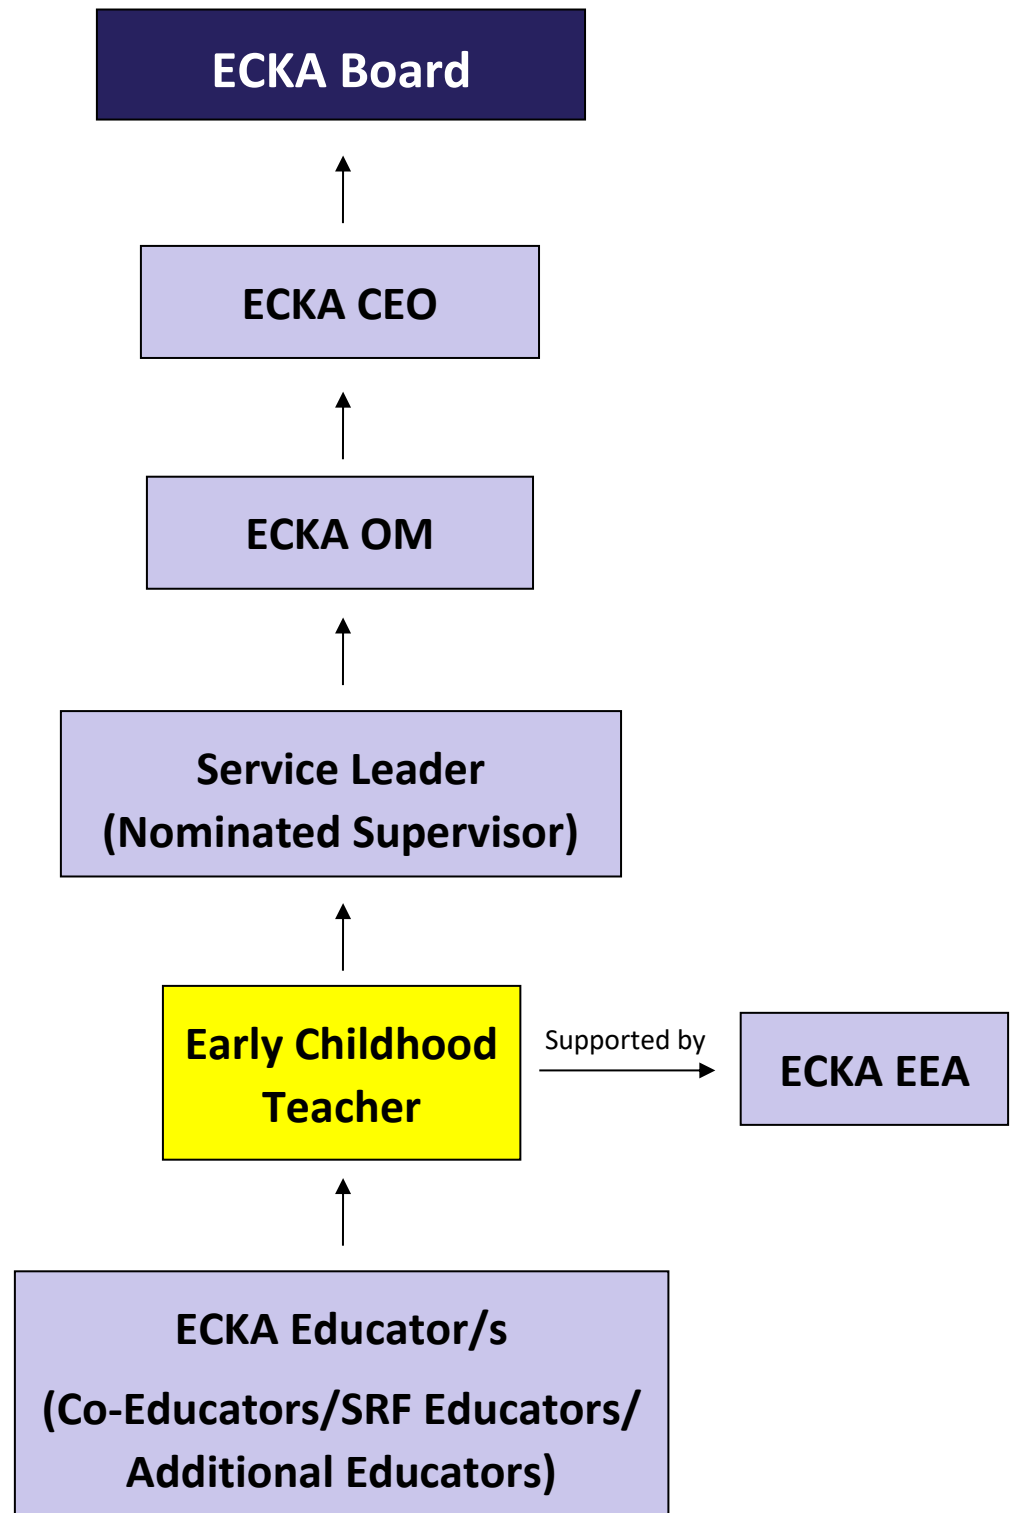 ECKA Board
ECKA CEO
ECKA OM
Service Leader
(Nominated Supervisor)
Early Childhood
Teacher
Supported by
ECKA EEA
ECKA Educator/s
(Co-Educators/SRF Educators/
Additional Educators)